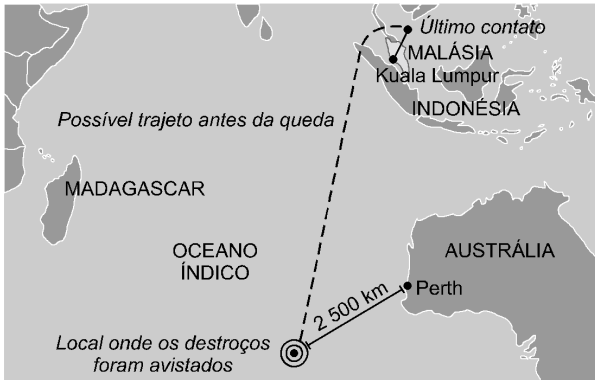 Último contato
MALÁSIA
Kuala Lumpur
INDONÉSIA
Possível trajeto antes da queda
MADAGASCAR
OCEANO
ÍNDICO
AUSTRÁLIA
Perth
2 500 km
Local onde os destroços
foram avistados